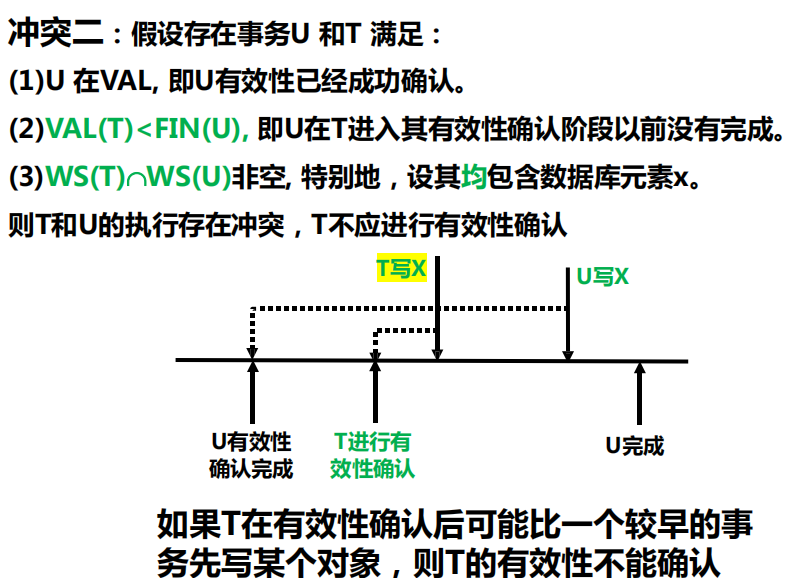 冲突二：假设存在事务U 和T 满足：
(1)U 在VAL, 即U有效性已经成功确认。
(2)VAL(T)<FIN(U), 即U在T进入其有效性确认阶段以前没有完成。
(3)WS(T)∩WS(U)非空, 特别地，设其均包含数据库元素x。
则T和U的执行存在冲突，T不应进行有效性确认
T写X
U写X
U有效性
确认完成
T进行有
效性确认
U完成
如果T在有效性确认后可能比一个较早的事
务先写某个对象，则T的有效性不能确认